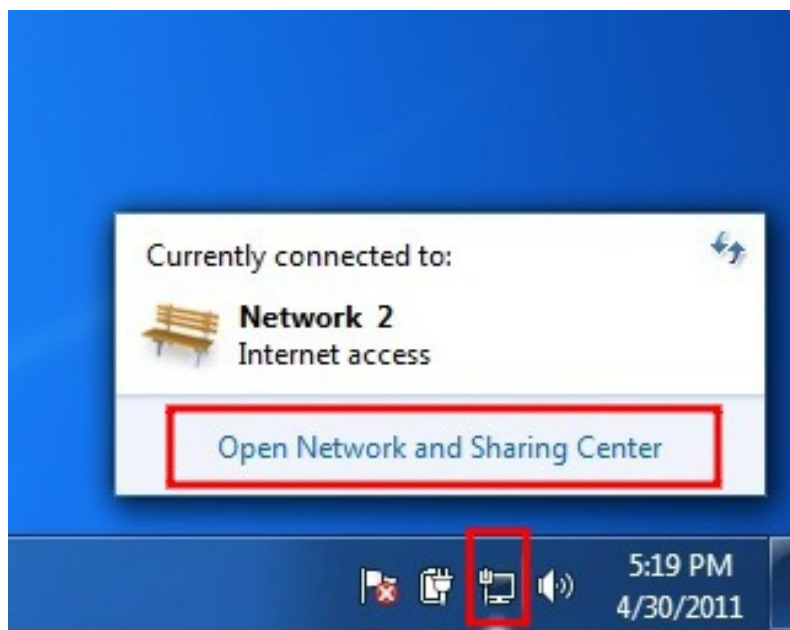 Currently connected to:
Network 2
Internet access
Open Network and Sharing Center
5:19 PM
4/30/2011